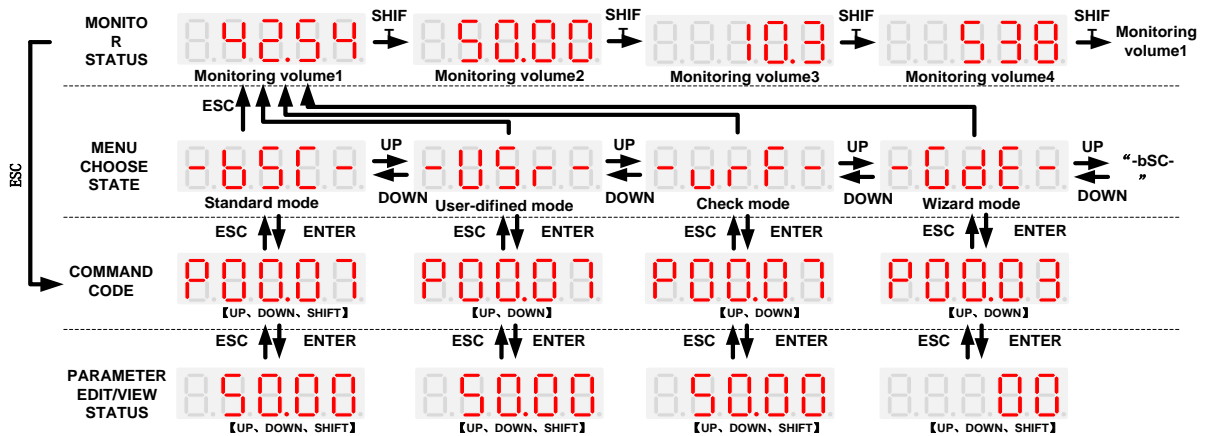 MONITO
R
STATUS
42.54
SHIF
T
50.00
SHIF
T
10.3
SHIF
T
538
SHIF
T
Monitoring
volume1
Monitoring volume1
Monitoring volume2
Monitoring volume3
Monitoring volume4
ESC
ESC
MENU
CHOOSE
STATE
-bSC-
UP
DOWN
-USr-
UP
DOWN
-urF-
UP
DOWN
-GdE-
UP
DOWN
“-bSC-
”
Standard mode
User-difined mode
Check mode
Wizard mode
ESC ENTER
ESC ENTER
ESC ENTER
ESC ENTER
COMMAND
CODE
P00.07
P00.07
P00.07
P00.03
【UP、DOWN、SHIFT】
【UP、DOWN】
【UP、DOWN】
【UP、DOWN】
ESC ENTER
ESC ENTER
ESC ENTER
ESC ENTER
PARAMETER
EDIT/VIEW
STATUS
50.00
50.00
50.00
00
【UP、DOWN、SHIFT】
【UP、DOWN、SHIFT】
【UP、DOWN、SHIFT】
【UP、DOWN、SHIFT】